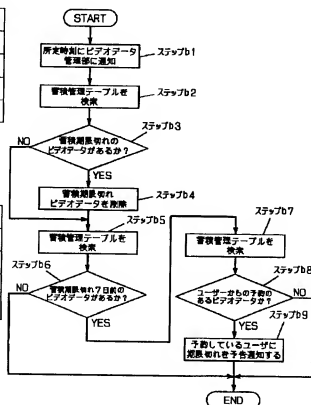 START
所定時刻にビデオデータ
管理部に通知
ステップb1
蓄積管理テーブルを
検索
ステップb2
ステップb3
蓄積期限切れの
ビデオデータがあるか?
NO
YES
蓄積期限切れ
ビデオデータを削除
ステップb4
ステップb5
蓄積管理テーブルを
検索
ステップb6
蓄積期限切れ7日前の
ビデオデータがあるか?
NO
YES
ステップb7
蓄積管理テーブルを
検索
ステップb8
ユーザーからの予約の
あるビデオデータか?
NO
YES
ステップb9
予約しているユーザに
期限切れを予告通知する
END